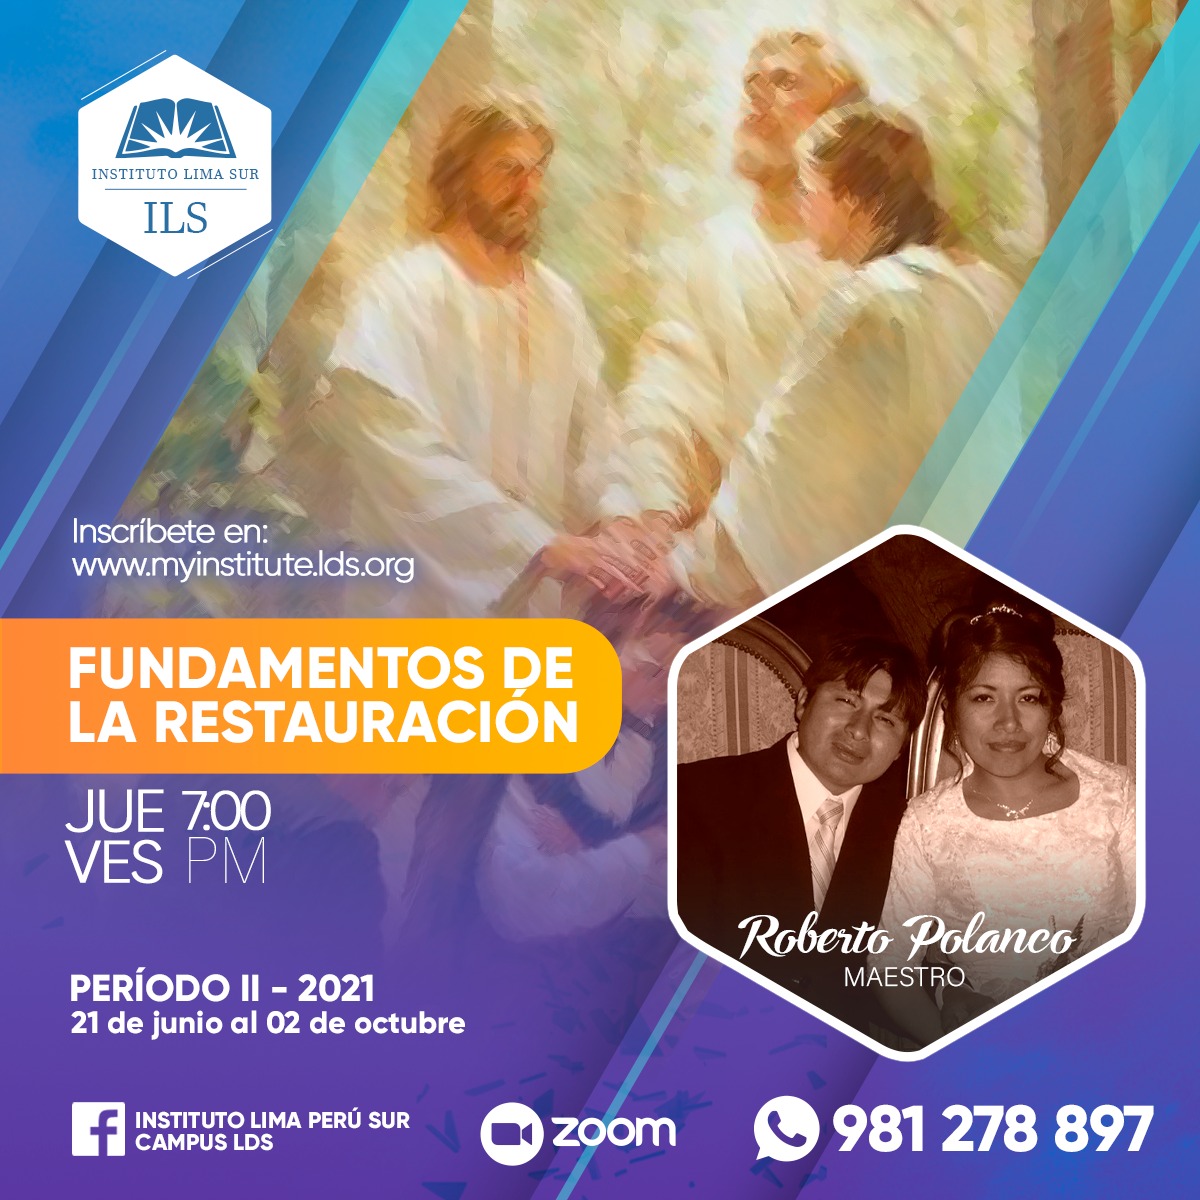 INSTITUTO LIMA SUR
ILS
Inscríbete en:
www.myinstitute.lds.org
FUNDAMENTOS DE
LA RESTAURACIÓN
JUE 7:00
VES PM
Roberto Polanco
MAESTRO
PERÍODO II - 2021
21 de junio al 02 de octubre
INSTITUTO LIMA PERÚ SUR
CAMPUS LDS
zoom
981 278 897